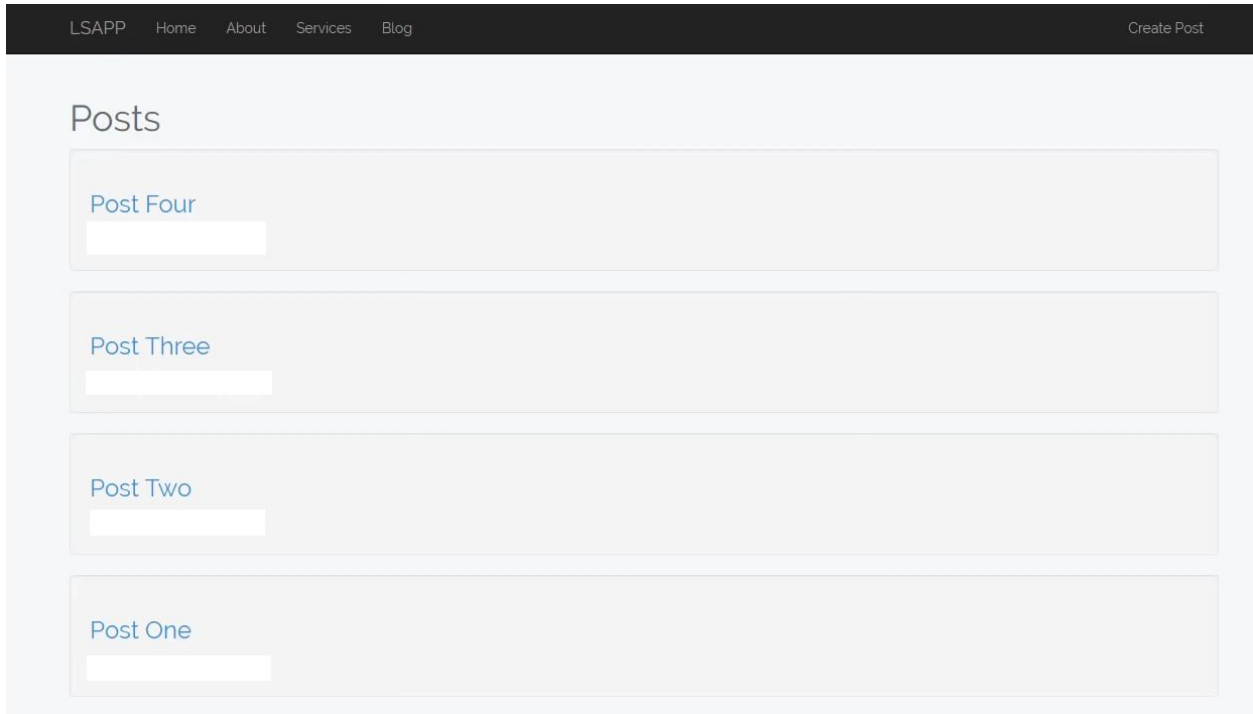 LSAPP Home About Services Blog Create Post
Posts
Post Four
Post Three
Post Two
Post One